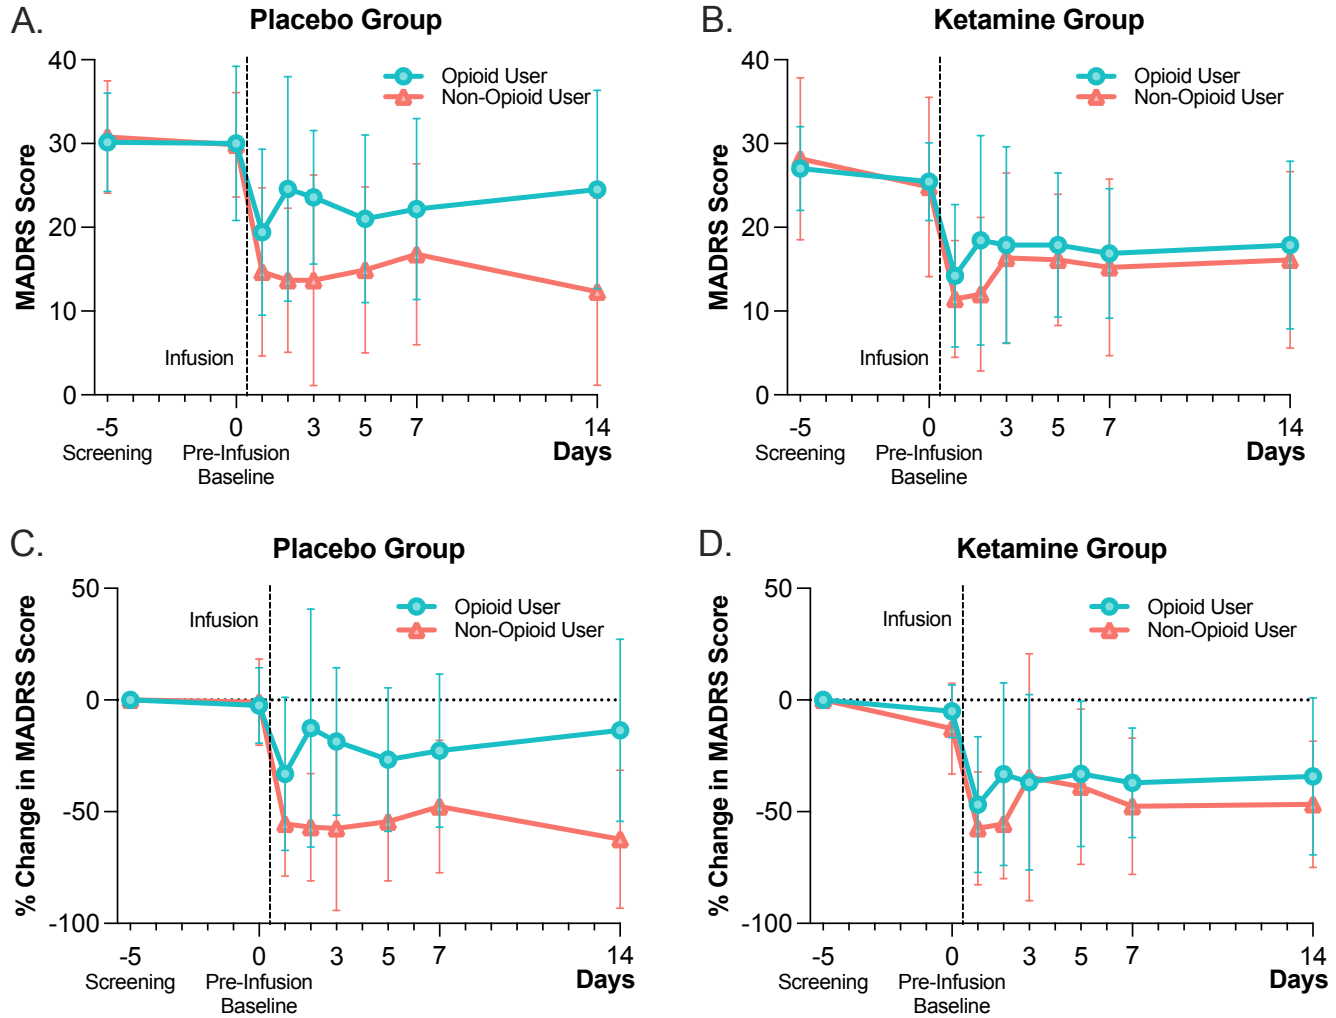 A.
Placebo Group
40
30
20
10
0
MADRS Score
Opioid User
Non-Opioid User
Infusion
-5
0
3
5
7
14
Screening
Pre-Infusion
Baseline
Days
B.
Ketamine Group
40
30
20
10
0
MADRS Score
Opioid User
Non-Opioid User
Infusion
-5
0
3
5
7
14
Screening
Pre-Infusion
Baseline
Days
C.
Placebo Group
50
0
-50
-100
% Change in MADRS Score
Infusion
Opioid User
Non-Opioid User
-5
0
3
5
7
14
Screening
Pre-Infusion
Baseline
Days
D.
Ketamine Group
50
0
-50
-100
% Change in MADRS Score
Infusion
Opioid User
Non-Opioid User
-5
0
3
5
7
14
Screening
Pre-Infusion
Baseline
Days